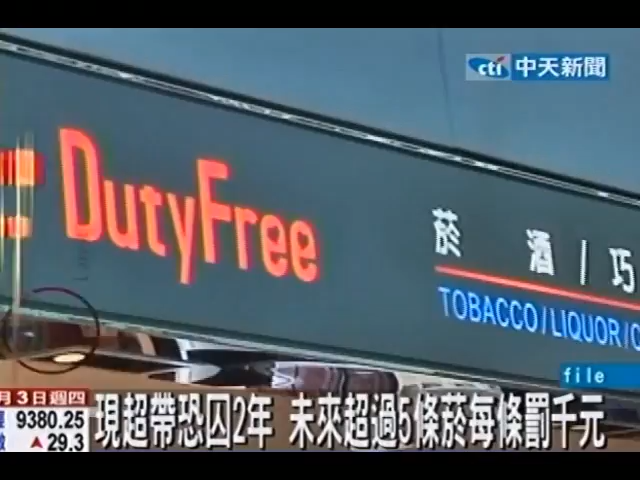 cti 中天新聞
DutyFree
菸 酒 / 巧
TOBACCO/LIQUOR/C
file
月3日週四
9380.25
▲29.3
現超帶恐囚2年 未來超過5條菸每條罰千元